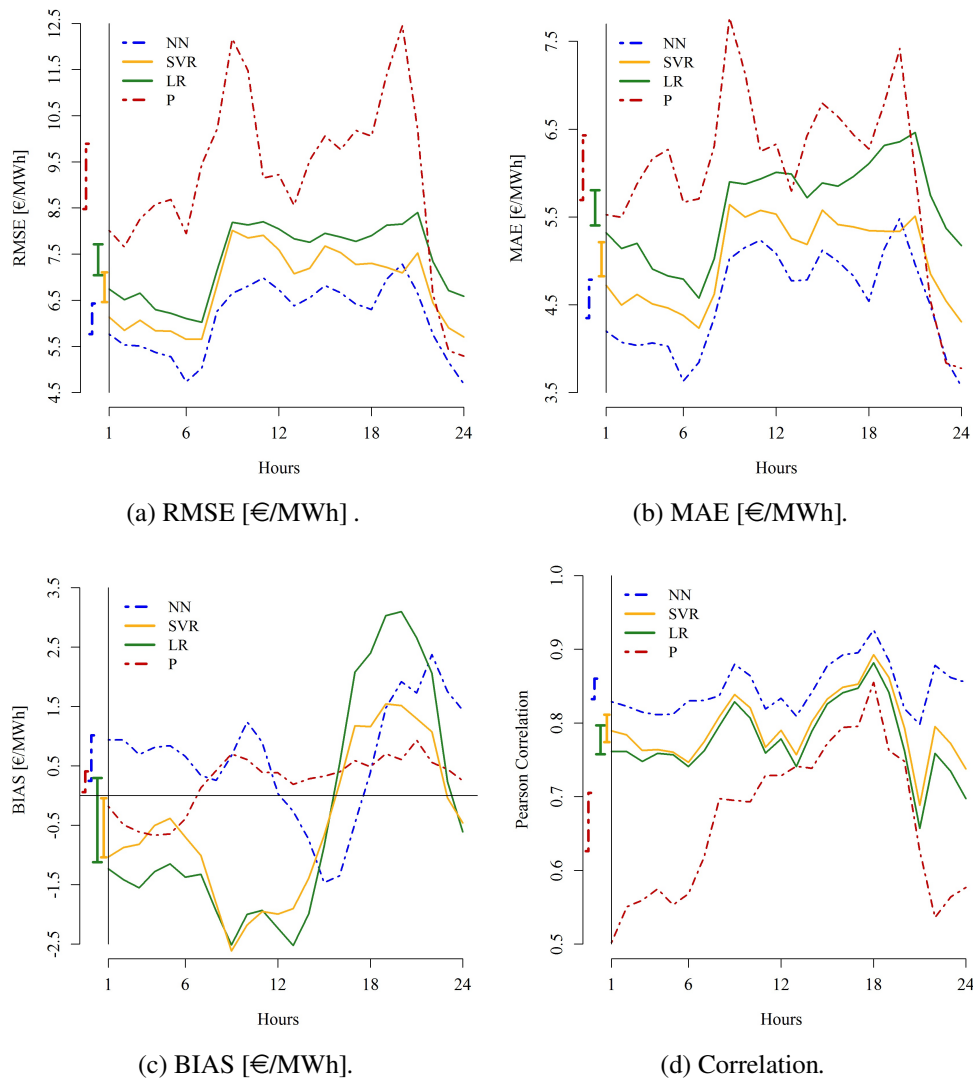 RMSE [€/MWh]
4.5 5.5 6.5 7.5 8.5 9.5 10.5 11.5 12.5
NN
SVR
LR
P
1 6 12 18 24
Hours
(a) RMSE [€/MWh] .
MAE [€/MWh]
3.5 4.5 5.5 6.5 7.5
NN
SVR
LR
P
1 6 12 18 24
Hours
(b) MAE [€/MWh].
BIAS [€/MWh]
-2.5 -1.5 -0.5 0.5 1.5 2.5 3.5
NN
SVR
LR
P
1 6 12 18 24
Hours
(c) BIAS [€/MWh].
Pearson Correlation
0.5 0.6 0.7 0.8 0.9 1.0
NN
SVR
LR
P
1 6 12 18 24
Hours
(d) Correlation.